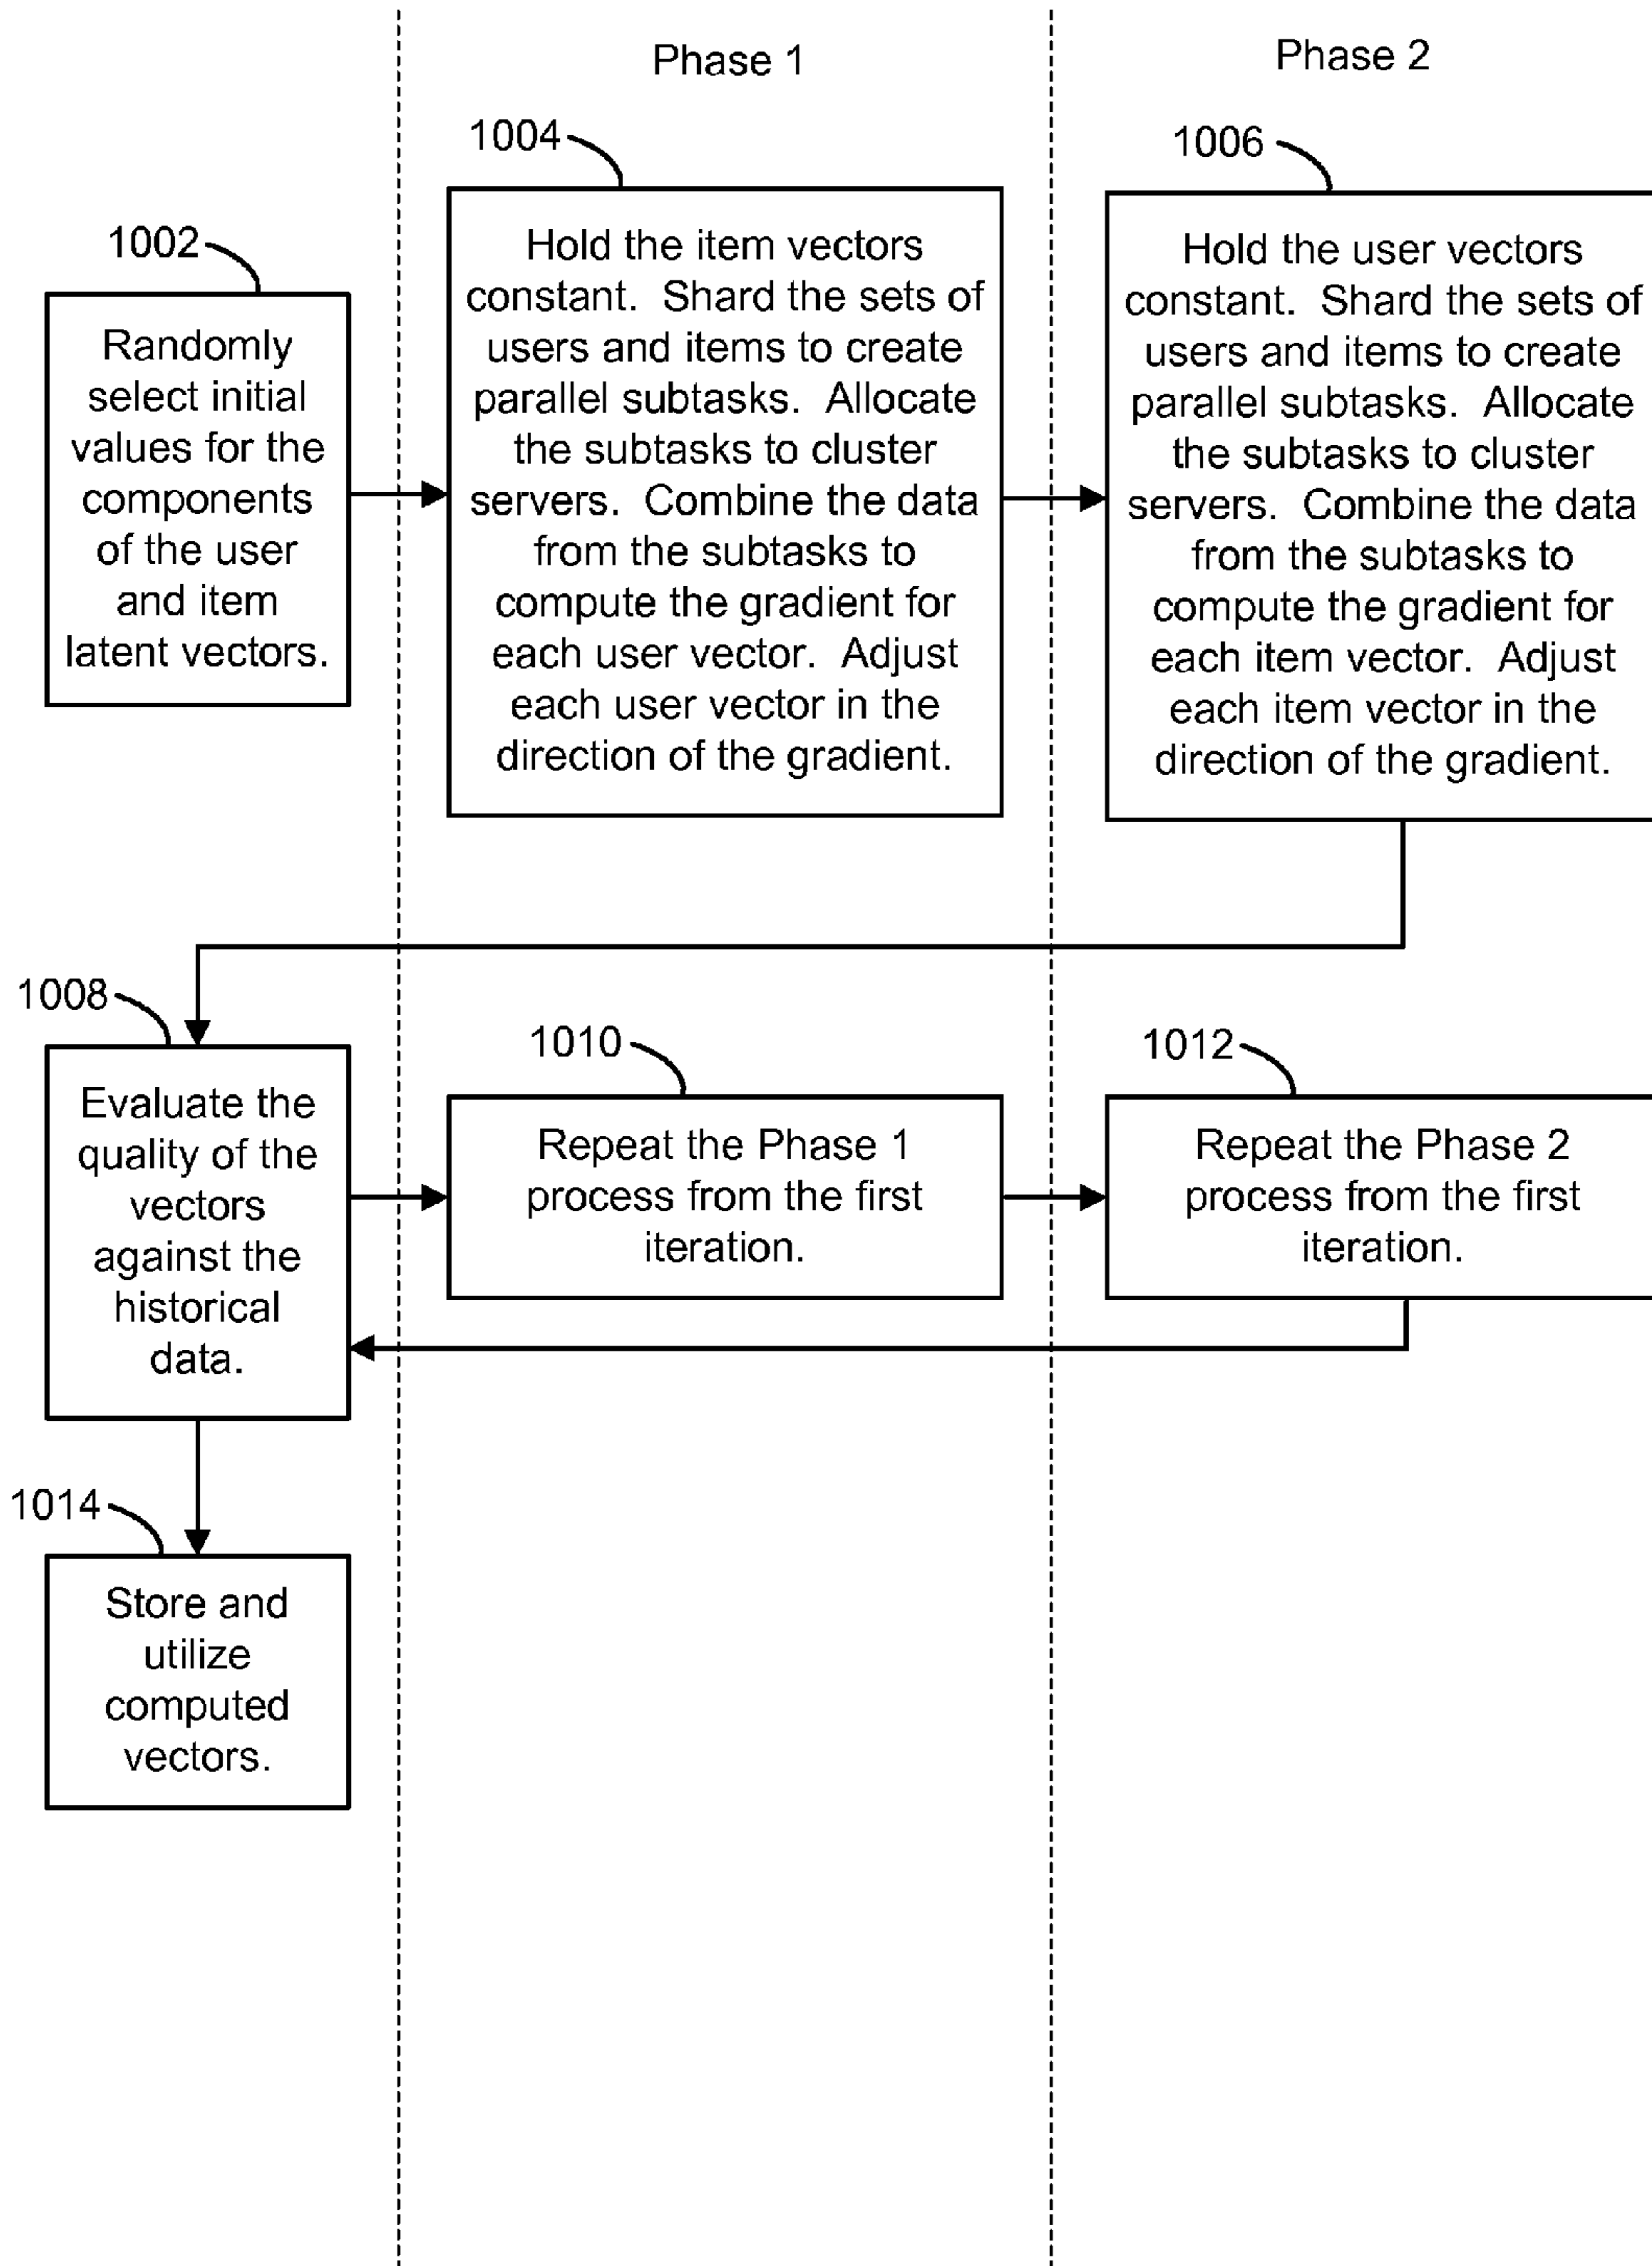 Phase 1
Phase 2
1002
Randomly
select initial
values for the
components
of the user
and item
latent vectors.
1004
Hold the item vectors
constant. Shard the sets of
users and items to create
parallel subtasks. Allocate
the subtasks to cluster
servers. Combine the data
from the subtasks to
compute the gradient for
each user vector. Adjust
each user vector in the
direction of the gradient.
1006
Hold the user vectors
constant. Shard the sets of
users and items to create
parallel subtasks. Allocate
the subtasks to cluster
servers. Combine the data
from the subtasks to
compute the gradient for
each item vector. Adjust
each item vector in the
direction of the gradient.
1008
Evaluate the
quality of the
vectors
against the
historical
data.
1010
Repeat the Phase 1
process from the first
iteration.
1012
Repeat the Phase 2
process from the first
iteration.
1014
Store and
utilize
computed
vectors.